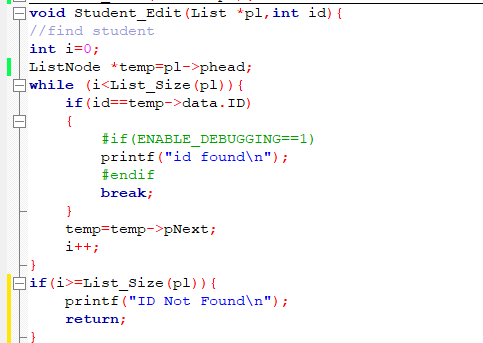 void Student_Edit(List *pl,int id){
//find student
int i=0;
ListNode *temp=pl->phead;
while (i<List_Size(pl)){
    if(id==temp->data.ID)
    {
        #if(ENABLE_DEBUGGING==1)
        printf("id found\n");
        #endif
        break;
    }
    temp=temp->pNext;
    i++;
}
if(i>=List_Size(pl)){
    printf("ID Not Found\n");
    return;
}